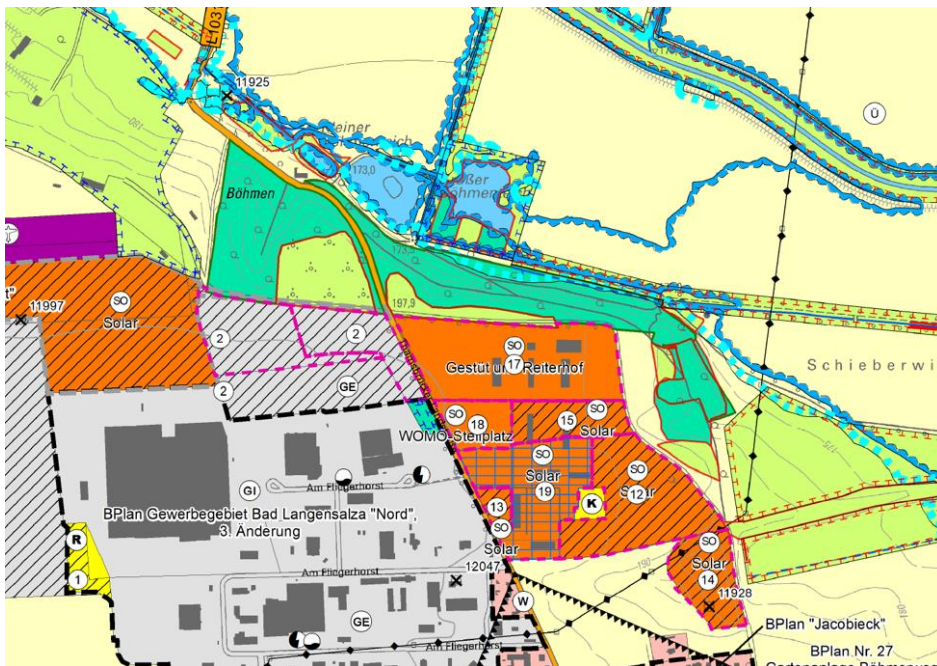 L1037
11925
Ü
173,0
Böhmen
197,9
11997
SO
Solar
2
2
2
GE
SO
17
Gestüt und Reiterhof
Schieberwi
SO
18
WOMO-Stellplatz
15
SO
Solar
SO
Solar
19
SO
12
K
13
SO
Solar
SO
Solar
14
11928
190
180
GI
Am Fliegerhorst
BPlan Gewerbegebiet Bad Langensalza "Nord",
3. Änderung
R
1
Am Fliegerhorst
12047
W
GE
Am Fliegerhorst
BPlan "Jacobieck"
BPlan Nr. 27